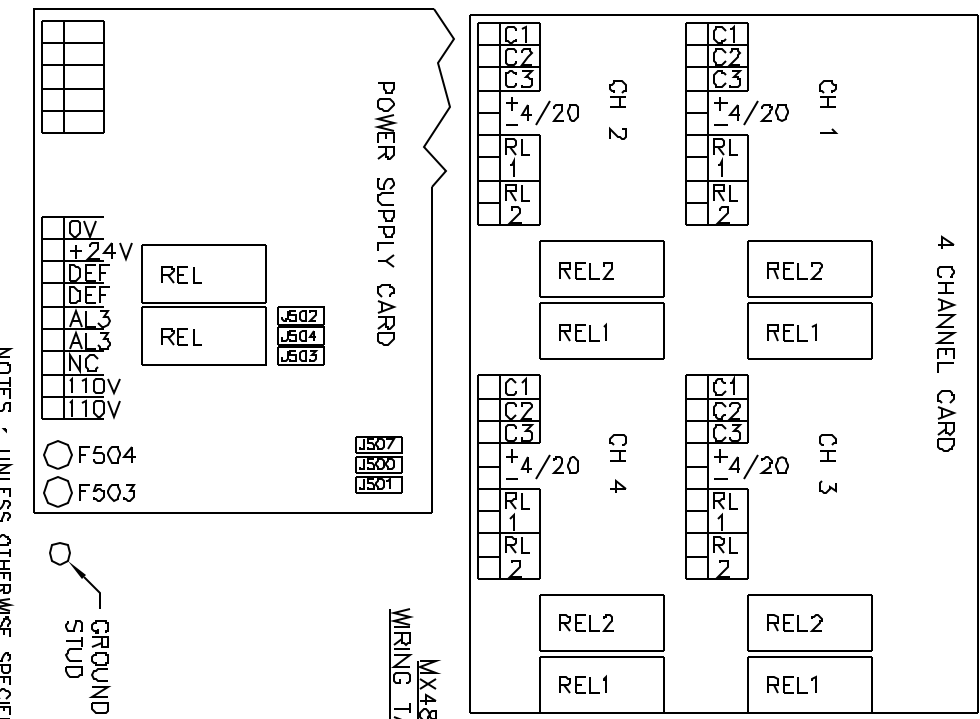 POWER SUPPLY CARD
0V
+24V
DEF
DEF
AL3
AL3
NC
110V
110V
REL
REL
J502
J504
J503
J507
J500
J501
F504
F503
GROUND
STUD
NOTES : UNLESS OTHERWISE
WIRING
4 CHANNEL CARD
CH 2
C1
C2
C3
+
4/20
-
RL
1
RL
2
REL2
REL1
CH 1
C1
C2
C3
+
4/20
-
RL
1
RL
2
REL2
REL1
CH 4
C1
C2
C3
+
4/20
-
RL
1
RL
2
REL2
REL1
CH 3
C1
C2
C3
+
4/20
-
RL
1
RL
2
REL2
REL1